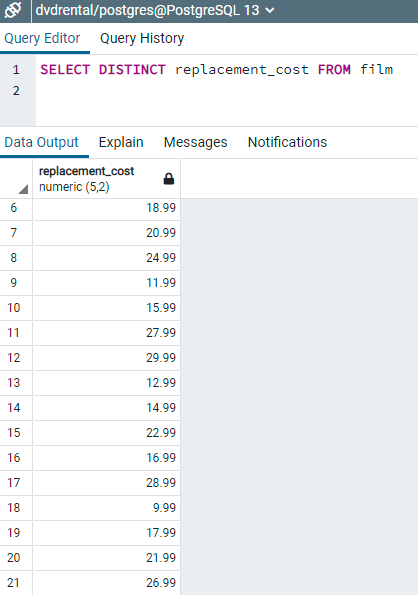 dvdrental/postgres@PostgreSQL 13
Query Editor Query History
1 SELECT DISTINCT replacement_cost FROM film
2
Data Output Explain Messages Notifications
replacement_cost
numeric (5,2)
6 18.99
7 20.99
8 24.99
9 11.99
10 15.99
11 27.99
12 29.99
13 12.99
14 14.99
15 22.99
16 16.99
17 28.99
18 9.99
19 17.99
20 21.99
21 26.99